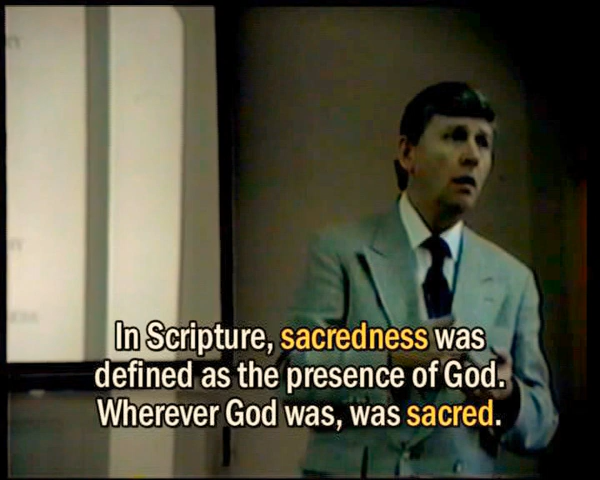 In Scripture, sacredness was
defined as the presence of God.
Wherever God was, was sacred.